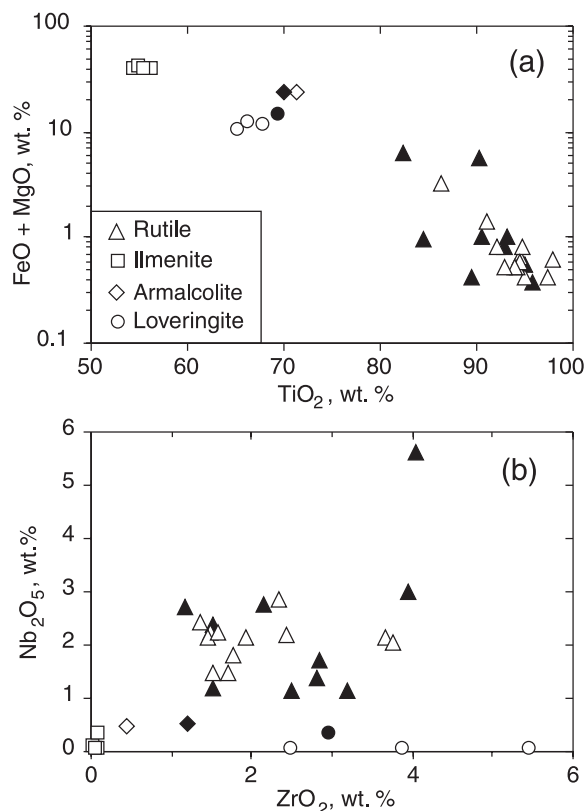 (a)
FeO + MgO, wt. %
100
10
1
0.1
Rutile
Ilmenite
Armalcolite
Loveringite
50 60 70 80 90 100
TiO₂, wt. %
(b)
Nb₂O₅, wt.%
6
5
4
3
2
1
0
0 2 4 6
ZrO₂, wt. %